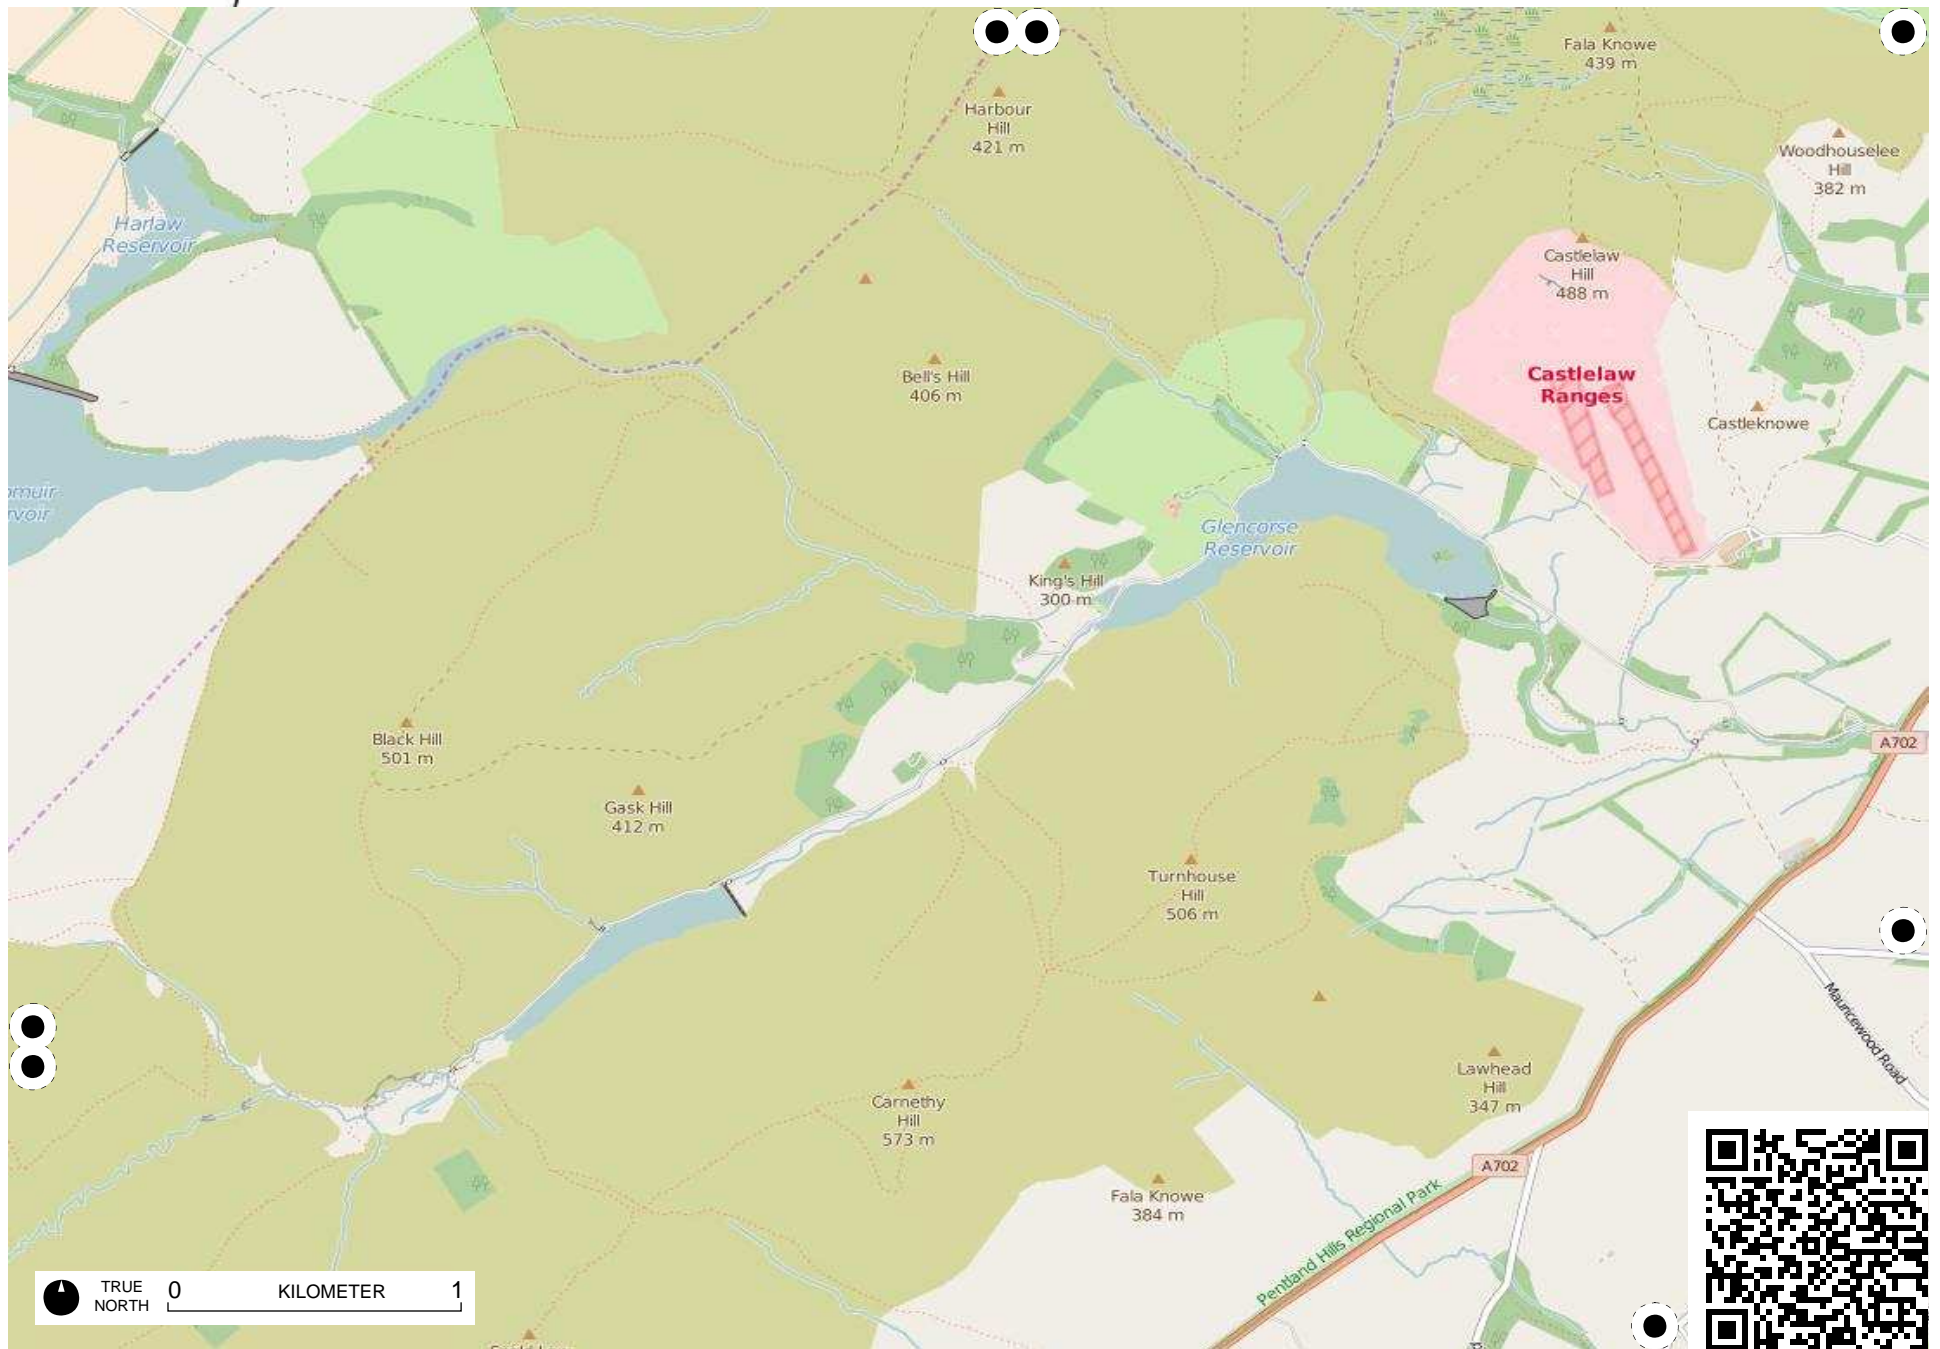 Fala Knowe
439 m
Harbour
Hill
421 m
Woodhouselee
Hill
382 m
Harlaw
Reservoir
Castlelaw
Hill
488 m
Castlelaw
Ranges
Bell's Hill
406 m
Castleknowe
Glencorse
Reservoir
King's Hill
300 m
Black Hill
501 m
A702
Gask Hill
412 m
Turnhouse
Hill
506 m
Mauricewood Road
Lawhead
Hill
347 m
Carnethy
Hill
573 m
A702
Fala Knowe
384 m
Pentland Hills Regional Park
TRUE
NORTH
0 KILOMETER 1